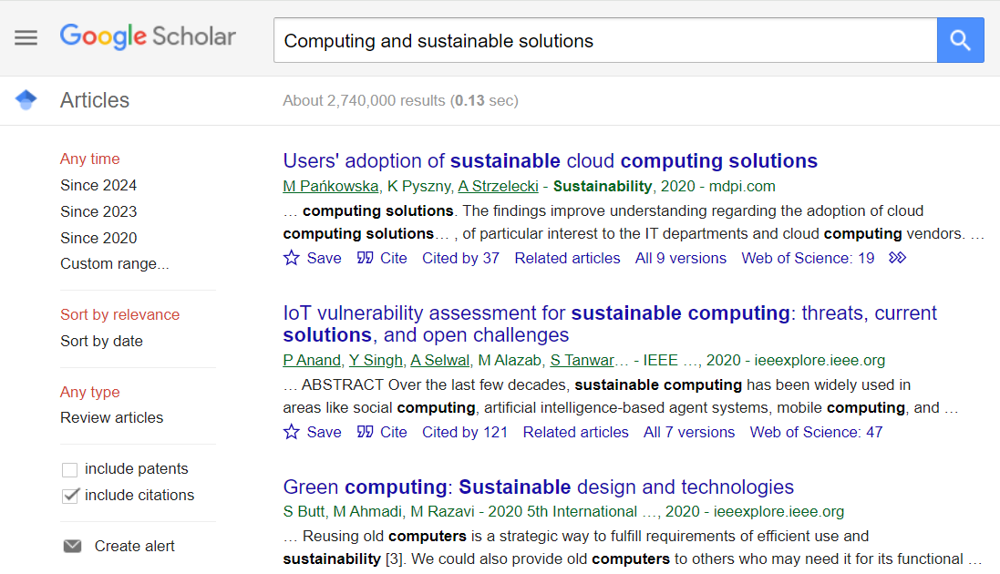 Google Scholar
Computing and sustainable solutions
Articles
About 2,740,000 results (0.13 sec)
Any time
Since 2024
Since 2023
Since 2020
Custom range...
Sort by relevance
Sort by date
Any type
Review articles
include patents
include citations
Create alert
Users' adoption of sustainable cloud computing solutions
M Pańkowska, K Pyszny, A Strzelecki - Sustainability, 2020 - mdpi.com
… computing solutions. The findings improve understanding regarding the adoption of cloud
computing solutions… , of particular interest to the IT departments and cloud computing vendors. …
Save Cite Cited by 37 Related articles All 9 versions Web of Science: 19
IoT vulnerability assessment for sustainable computing: threats, current
solutions, and open challenges
P Anand, Y Singh, A Selwal, M Alazab, S Tanwar… - IEEE …, 2020 - ieeexplore.ieee.org
… ABSTRACT Over the last few decades, sustainable computing has been widely used in
areas like social computing, artificial intelligence-based agent systems, mobile computing, and …
Save Cite Cited by 121 Related articles All 7 versions Web of Science: 47
Green computing: Sustainable design and technologies
S Butt, M Ahmadi, M Razavi - 2020 5th International …, 2020 - ieeexplore.ieee.org
… Reusing old computers is a strategic way to fulfill requirements of efficient use and
sustainability [3]. We could also provide old computers to others who may need it for its functional …